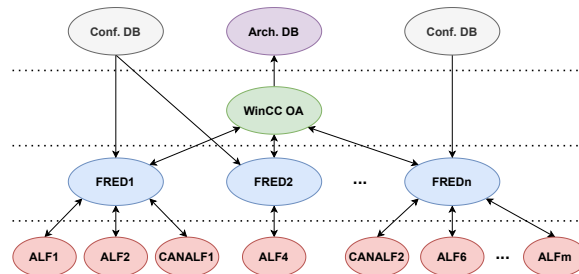 Conf. DB
Arch. DB
Conf. DB
WinCC OA
FRED1
FRED2
...
FREDn
ALF1
ALF2
CANALF1
ALF4
CANALF2
ALF6
...
ALFm